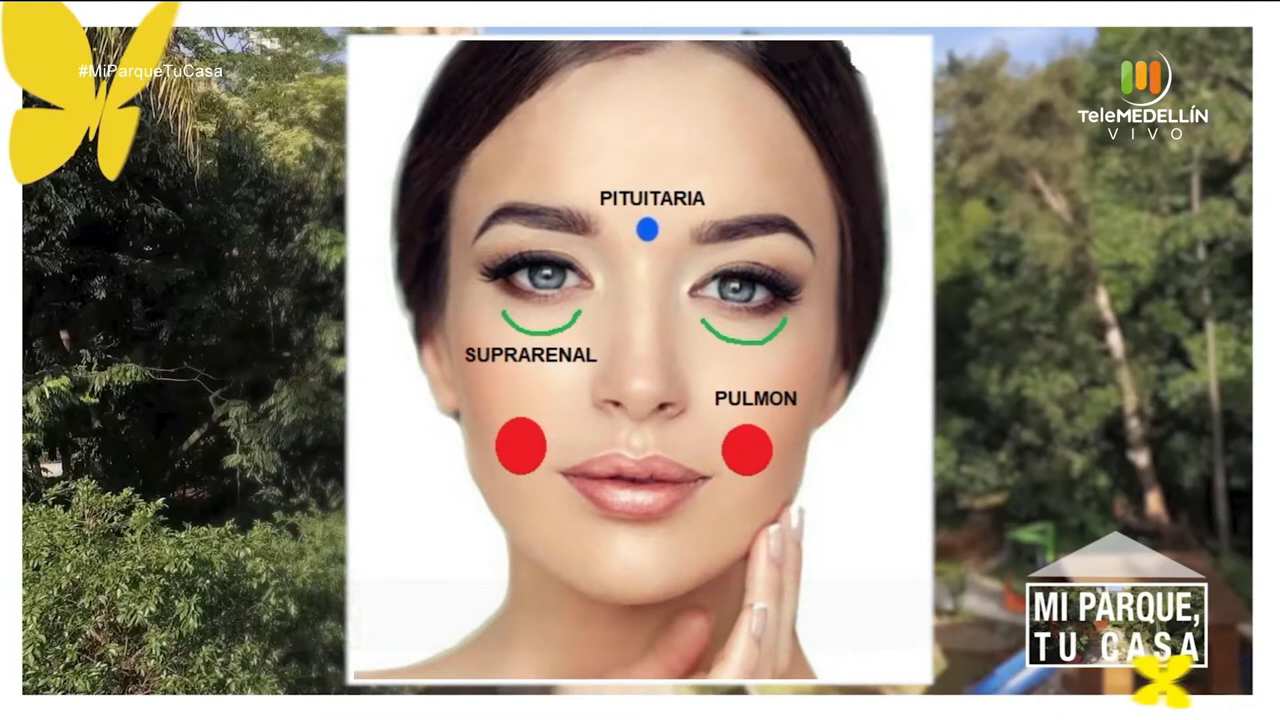 #MiParqueTuCasa
TeleMEDELLÍN
VIVO
PITUITARIA
SUPRARENAL
PULMON
MI PARQUE,
TU CASA